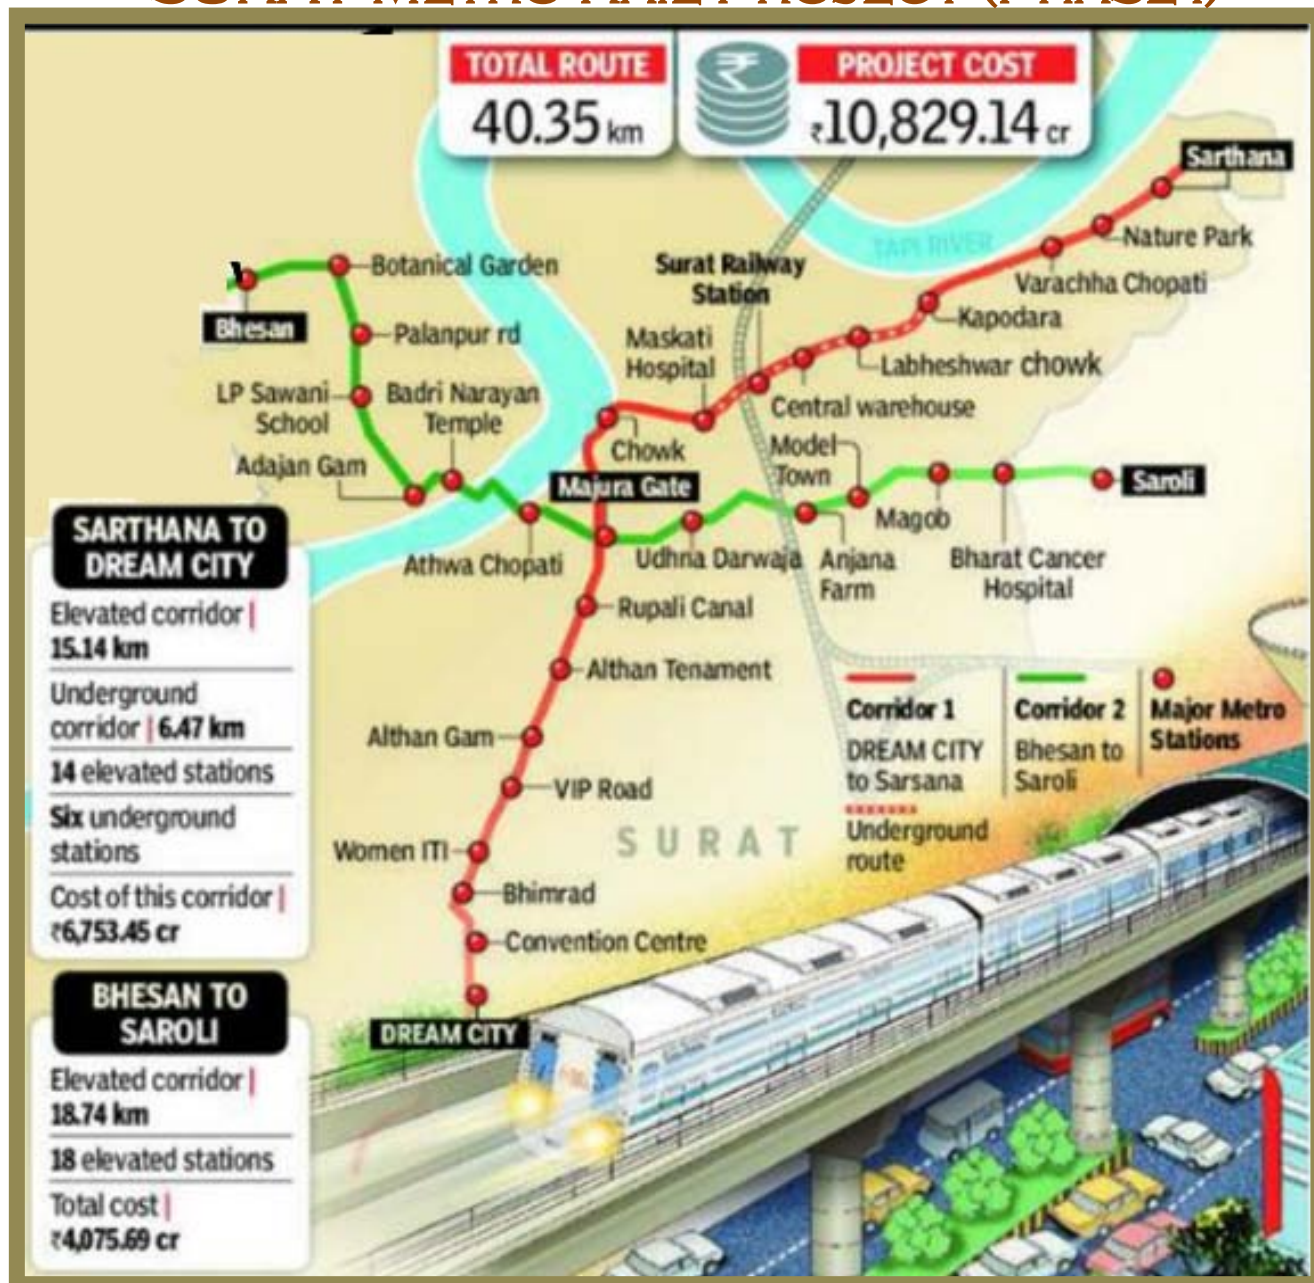 TOTAL ROUTE
40.35 km
PROJECT COST
₹10,829.14 cr
Sarthana
Nature Park
TAPI RIVER
Varachha Chopati
Surat Railway
Station
Kapodara
Botanical Garden
Bhesan
Palanpur rd
Maskati
Hospital
Labheshwar chowk
LP Sawani
School
Badri Narayan
Temple
Central warehouse
Chowk
Model
Town
Adajan Gam
Majura Gate
Saroli
Magob
Athwa Chopati
Udhna Darwaja
Anjana
Farm
Bharat Cancer
Hospital
Rupali Canal
Althan Tenament
Althan Gam
VIP Road
Women ITI
SURAT
Bhimrad
Convention Centre
DREAM CITY
SARTHANA TO
DREAM CITY
Elevated corridor |
15.14 km
Underground
corridor | 6.47 km
14 elevated stations
Six underground
stations
Cost of this corridor |
₹6,753.45 cr
BHESAN TO
SAROLI
Elevated corridor |
18.74 km
18 elevated stations
Total cost |
₹4,075.69 cr
Corridor 1
DREAM CITY
to Sarsana
Underground
route
Corridor 2
Bhesan to
Saroli
Major Metro
Stations